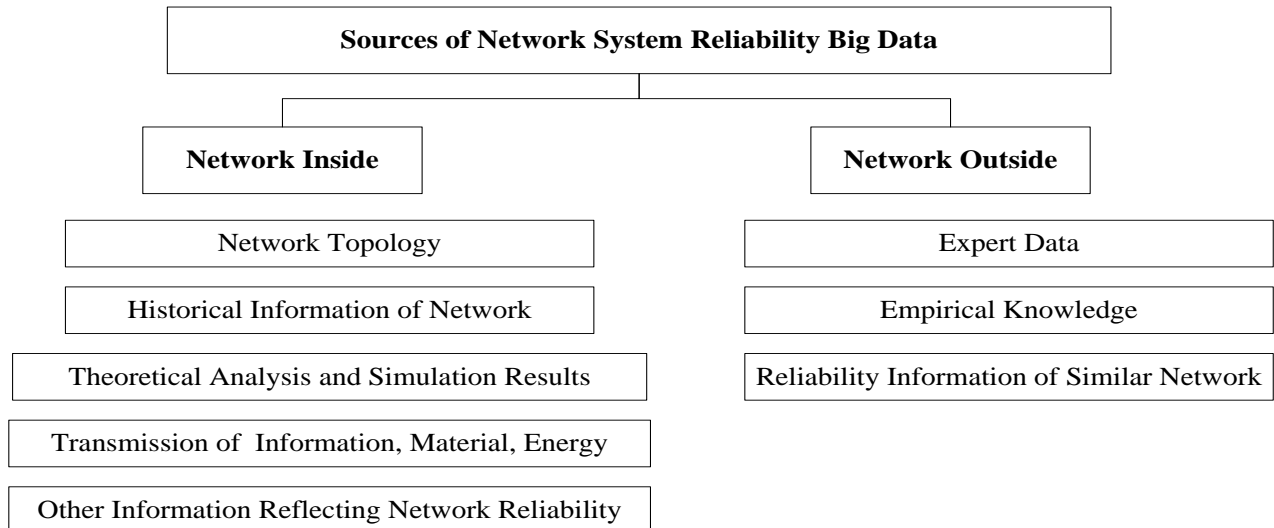 Sources of Network System Reliability Big Data
Network Inside
Network Topology
Historical Information of Network
Theoretical Analysis and Simulation Results
Transmission of Information, Material, Energy
Other Information Reflecting Network Reliability
Network Outside
Expert Data
Empirical Knowledge
Reliability Information of Similar Network